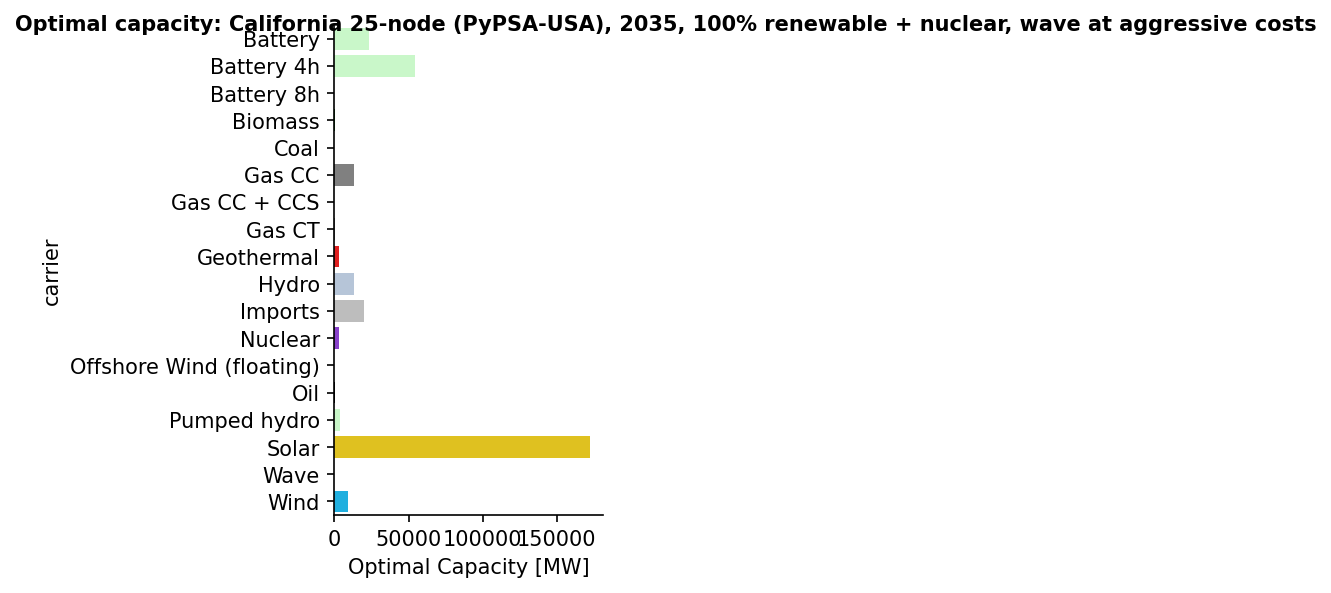 Optimal capacity: California 25-node (PyPSA-USA), 2035, 100% renewable + nuclear, wave at aggressive costs
Battery
Battery 4h
Battery 8h
Biomass
Coal
Gas CC
Gas CC + CCS
Gas CT
Geothermal
Hydro
Imports
Nuclear
Offshore Wind (floating)
Oil
Pumped hydro
Solar
Wave
Wind
carrier
0 50000 100000 150000
Optimal Capacity [MW]